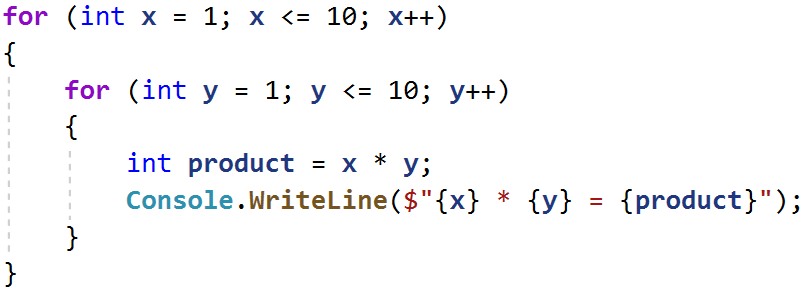 for (int x = 1; x <= 10; x++)
{
    for (int y = 1; y <= 10; y++)
    {
        int product = x * y;
        Console.WriteLine($"{x} * {y} = {product}");
    }
}